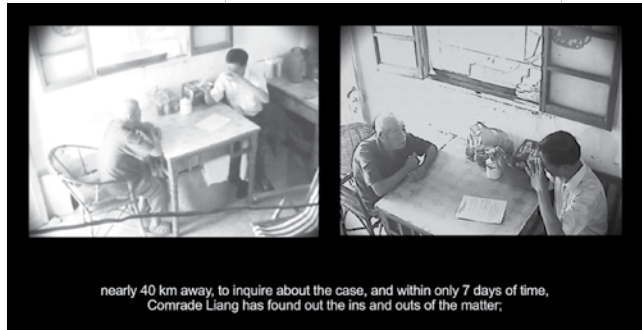 nearly 40 km away, to inquire about the case, and within only 7 days of time,
Comrade Liang has found out the ins and outs of the matter;